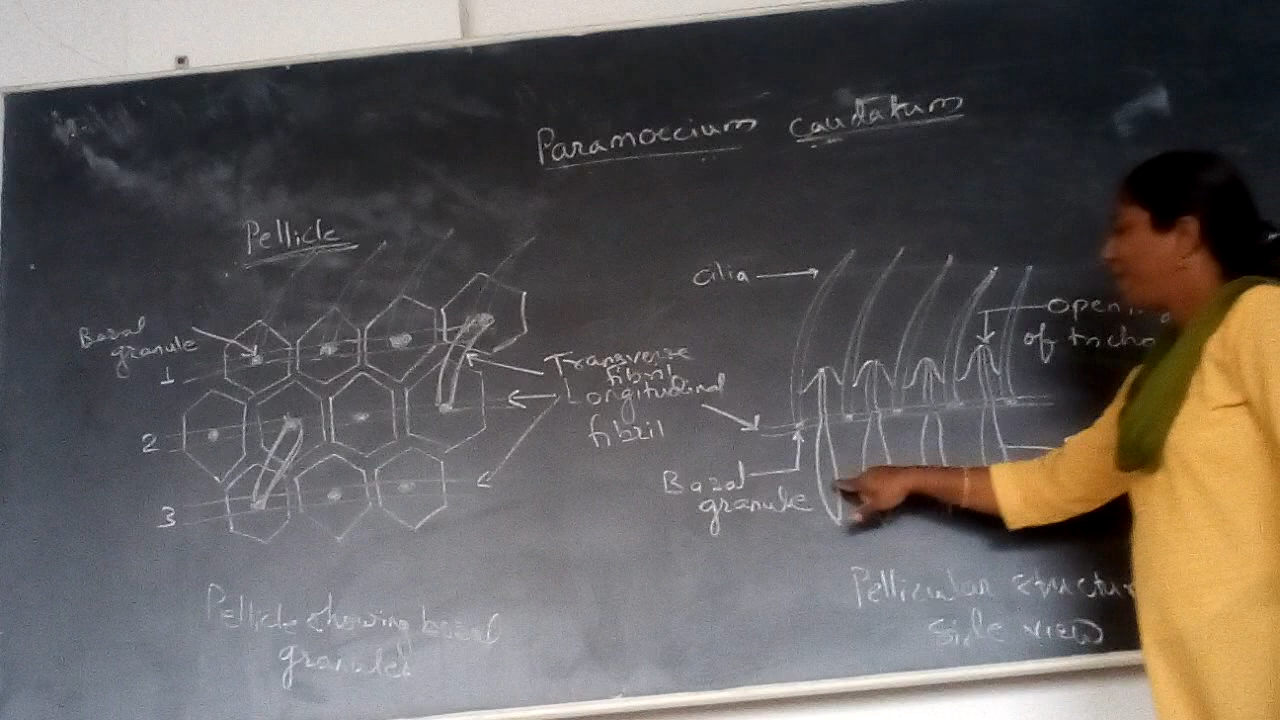 Paramoecium caudatum
Pellicle
Basal
granule
1
2
3
Transverse
fibril
Longitudinal
fibril
Pellicle showing basal
granules
cilia
Basal
granule
Pellicular
side view